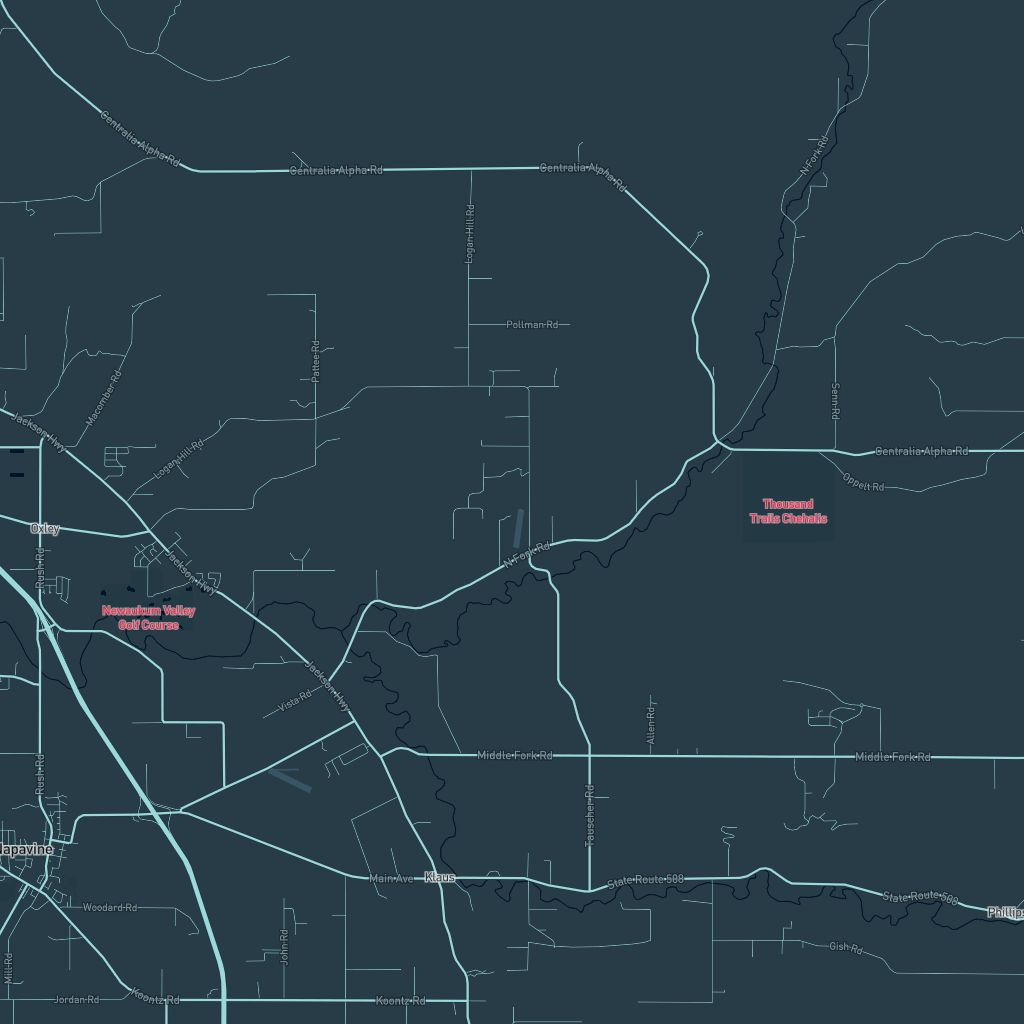 Centralia Alpha Rd
Centralia Alpha Rd
Centralia Alpha Rd
N Fork Rd
Logan Hill Rd
Pollman Rd
Pattee Rd
Macomber Rd
Senn Rd
Jackson Hwy
Logan Hill Rd
Centralia Alpha Rd
Oppelt Rd
Thousand
Trails Chehalis
Oxley
N Fork Rd
Rush Rd
Jackson Hwy
Nowaukum Valley
Golf Course
Jackson Hwy
Vista Rd
Allen Rd
Middle Fork Rd
Middle Fork Rd
Rush Rd
Tauscher Rd
Napavine
Main Ave
Klaus
State Route 508
State Route 508
Phillips
Woodard Rd
John Rd
Gish Rd
Mill Rd
Jordan Rd
Koontz Rd
Koontz Rd